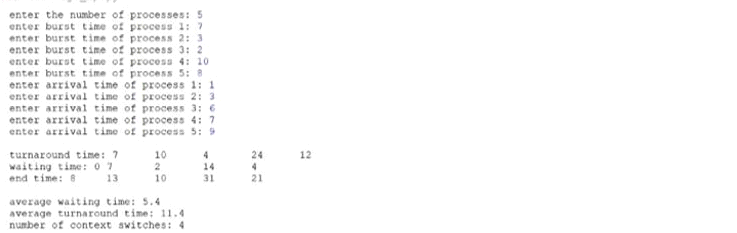 enter the number of processes: 5
enter burst time of process 1: 7
enter burst time of process 2: 3
enter burst time of process 3: 2
enter burst time of process 4: 10
enter burst time of process 5: 8
enter arrival time of process 1: 1
enter arrival time of process 2: 3
enter arrival time of process 3: 6
enter arrival time of process 4: 7
enter arrival time of process 5: 9
turnaround time: 7 10 4 24 12
waiting time: 0 7 2 14 4
end time: 8 13 10 31 21
average waiting time: 5.4
average turnaround time: 11.4
number of context switches: 4